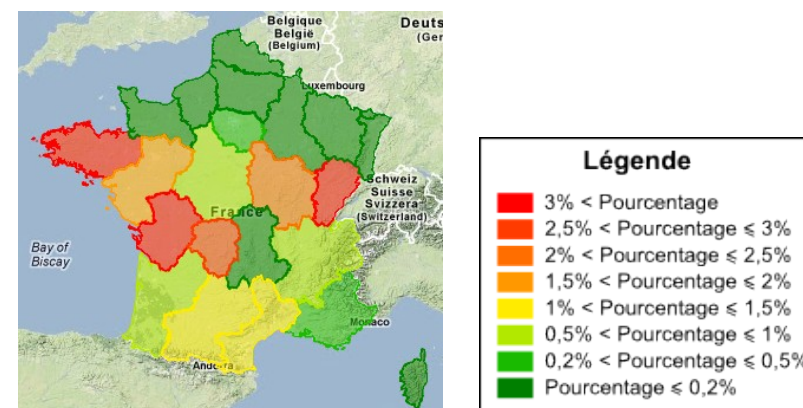 Belgique
België
(Belgium)
Deuts
(Ger
Luxembourg
Schweiz
Suisse
Svizzera
(Switzerland)
France
Bay of
Biscay
Monaco
Andorra
Légende
3% < Pourcentage
2,5% < Pourcentage ⩽ 3%
2% < Pourcentage ⩽ 2,5%
1,5% < Pourcentage ⩽ 2%
1% < Pourcentage ⩽ 1,5%
0,5% < Pourcentage ⩽ 1%
0,2% < Pourcentage ⩽ 0,5%
Pourcentage ⩽ 0,2%